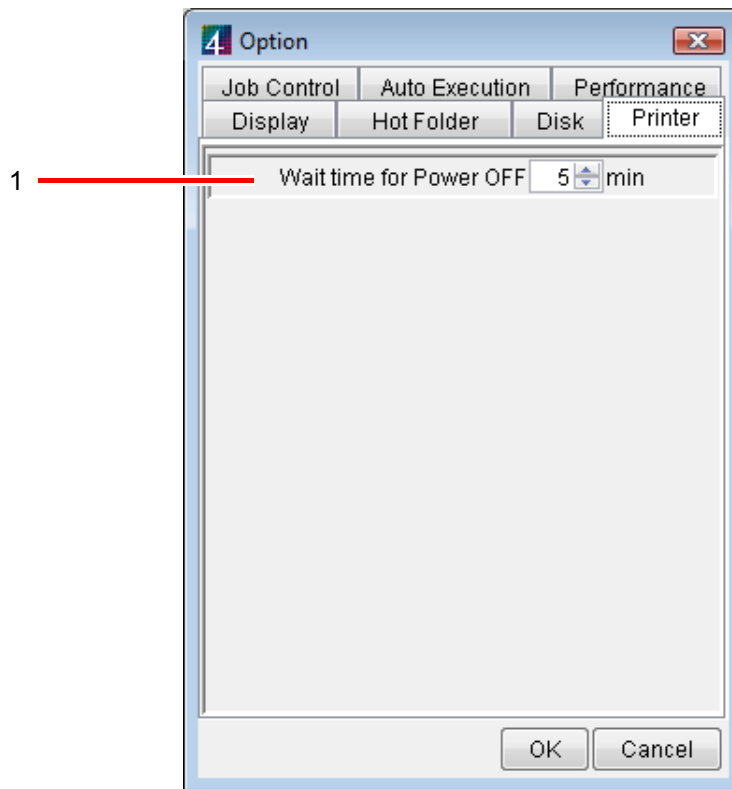 4 Option
Job Control Auto Execution Performance
Display Hot Folder Disk Printer
1 Wait time for Power OFF 5 min
OK Cancel